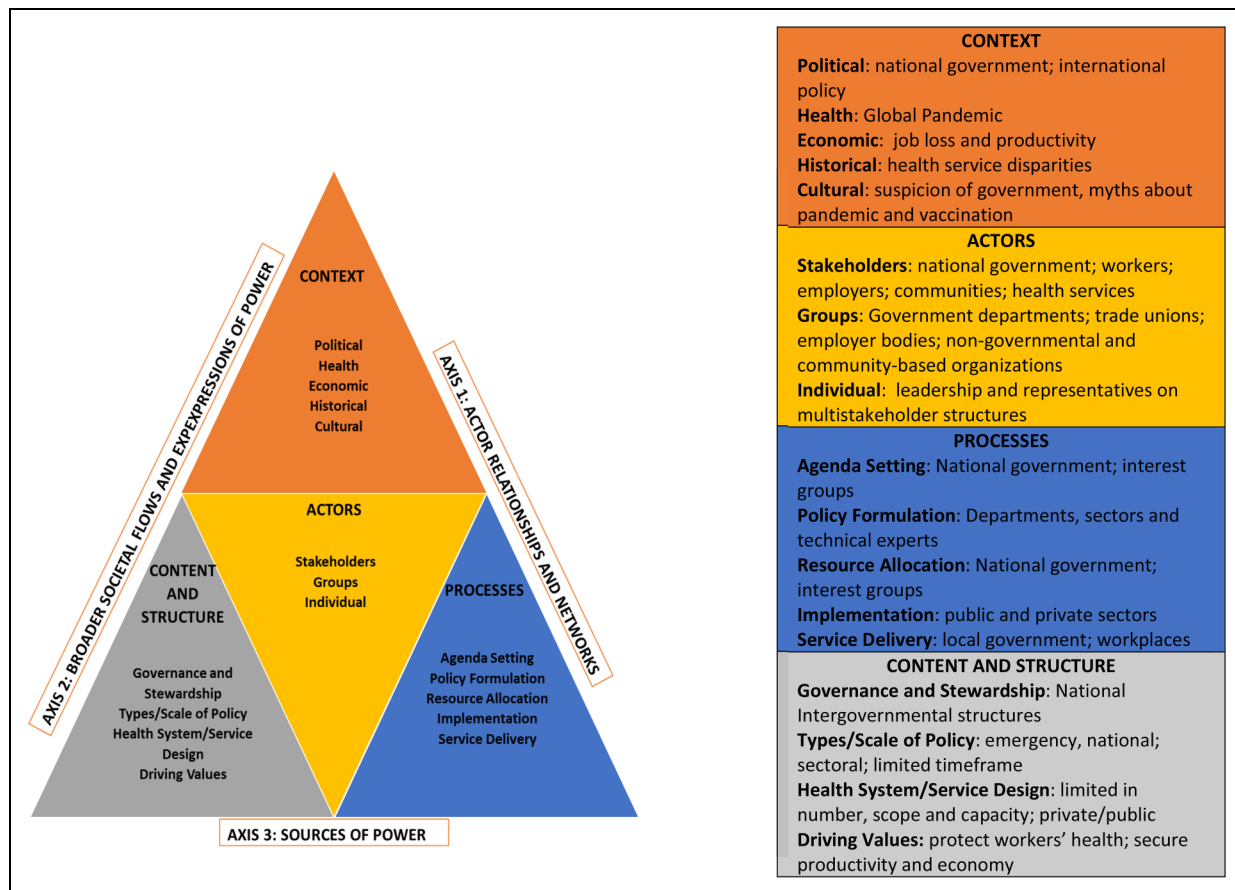 CONTEXT
Political
Health
Economic
Historical
Cultural
AXIS 2: BROADER SOCIETAL FLOWS AND EXPEXPRESSIONS OF POWER
AXIS 1: ACTOR RELATIONSHIPS AND NETWORKS
ACTORS
Stakeholders
Groups
Individual
CONTENT
AND
STRUCTURE
Governance and
Stewardship
Types/Scale of Policy
Health System/Service
Design
Driving Values
PROCESSES
Agenda Setting
Policy Formulation
Resource Allocation
Implementation
Service Delivery
AXIS 3: SOURCES OF POWER
CONTEXT
Political: national government; international
policy
Health: Global Pandemic
Economic: job loss and productivity
Historical: health service disparities
Cultural: suspicion of government, myths about
pandemic and vaccination
ACTORS
Stakeholders: national government; workers;
employers; communities; health services
Groups: Government departments; trade unions;
employer bodies; non-governmental and
community-based organizations
Individual: leadership and representatives on
multistakeholder structures
PROCESSES
Agenda Setting: National government; interest
groups
Policy Formulation: Departments, sectors and
technical experts
Resource Allocation: National government;
interest groups
Implementation: public and private sectors
Service Delivery: local government; workplaces
CONTENT AND STRUCTURE
Governance and Stewardship: National
Intergovernmental structures
Types/Scale of Policy: emergency, national;
sectoral; limited timeframe
Health System/Service Design: limited in
number, scope and capacity; private/public
Driving Values: protect workers' health; secure
productivity and economy